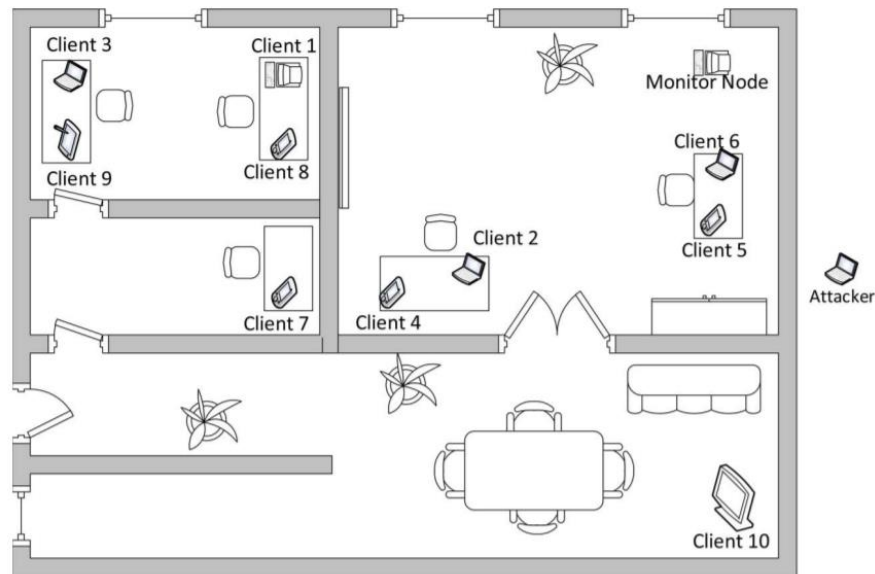 Client 3
Client 1
Monitor Node
Client 9
Client 8
Client 6
Client 2
Client 5
Attacker
Client 7
Client 4
Client 10